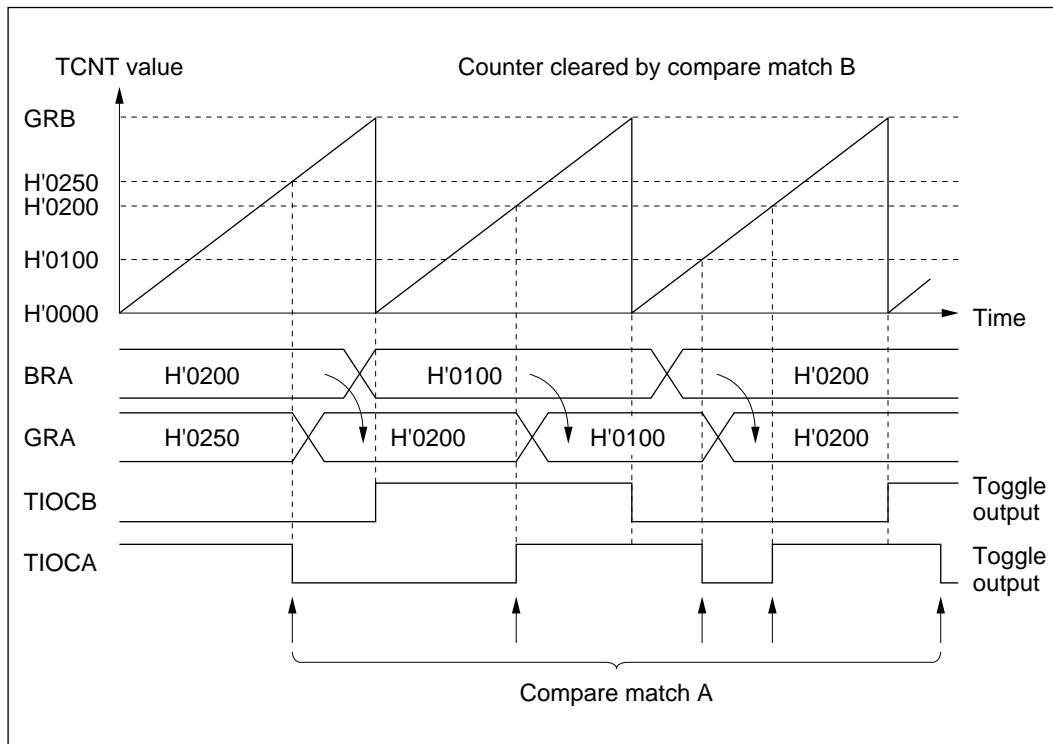 TCNT value
Counter cleared by compare match B
GRB
H'0250
H'0200
H'0100
H'0000
Time
BRA
H'0200
H'0100
H'0200
GRA
H'0250
H'0200
H'0100
H'0200
TIOCB
Toggle
output
TIOCA
Toggle
output
Compare match A